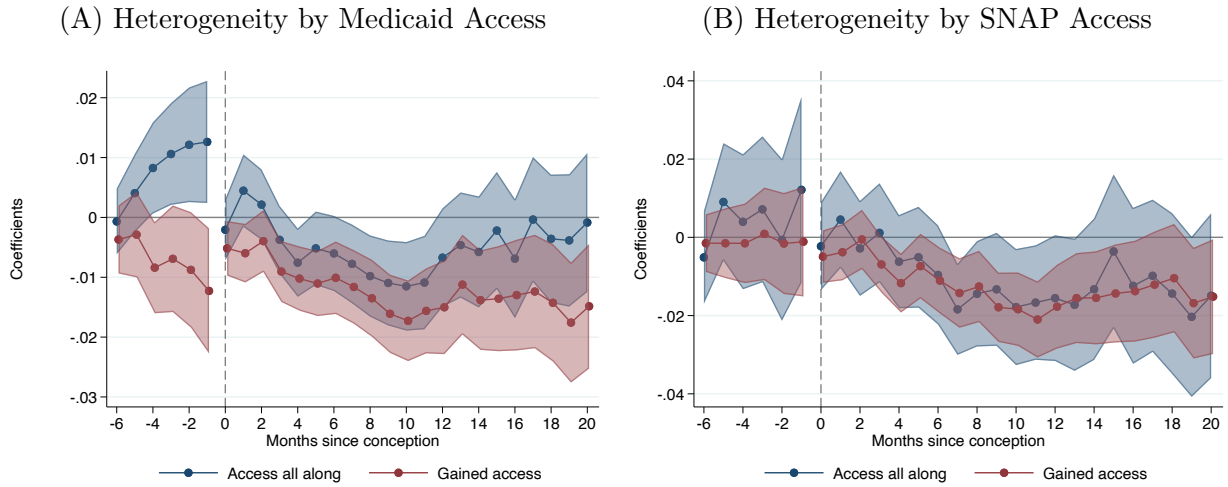 (A) Heterogeneity by Medicaid Access
.02
.01
0
-.01
-.02
-.03
Coefficients
-6 -4 -2 0 2 4 6 8 10 12 14 16 18 20
Months since conception
Access all along Gained access
(B) Heterogeneity by SNAP Access
.04
.02
0
-.02
-.04
Coefficients
-6 -4 -2 0 2 4 6 8 10 12 14 16 18 20
Months since conception
Access all along Gained access